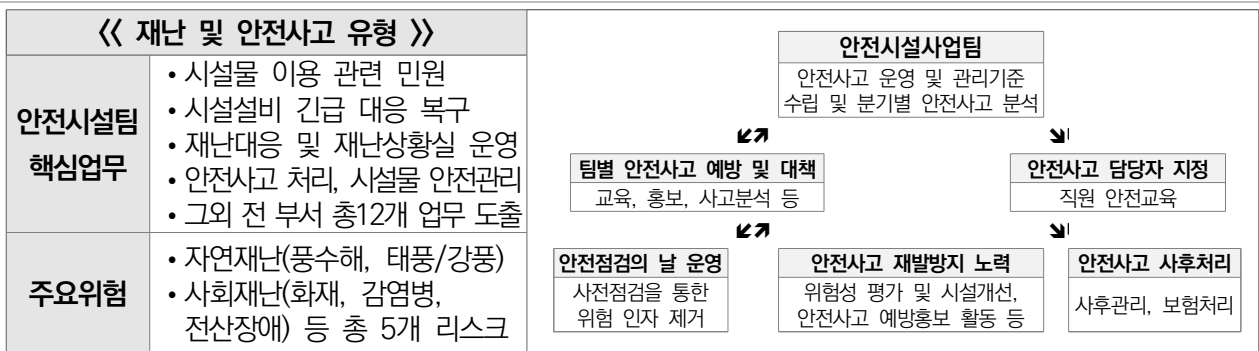 《 재난 및 안전사고 유형 》
안전시설팀
핵심업무
• 시설물 이용 관련 민원
• 시설설비 긴급 대응 복구
• 재난대응 및 재난상황실 운영
• 안전사고 처리, 시설물 안전관리
• 그외 전 부서 총12개 업무 도출
주요위험
• 자연재난(풍수해, 태풍/강풍)
• 사회재난(화재, 감염병,
전산장애) 등 총 5개 리스크
안전시설사업팀
안전사고 운영 및 관리기준
수립 및 분기별 안전사고 분석
팀별 안전사고 예방 및 대책
교육, 홍보, 사고분석 등
안전사고 담당자 지정
직원 안전교육
안전점검의 날 운영
사전점검을 통한
위험 인자 제거
안전사고 재발방지 노력
위험성 평가 및 시설개선,
안전사고 예방홍보 활동 등
안전사고 사후처리
사후관리, 보험처리